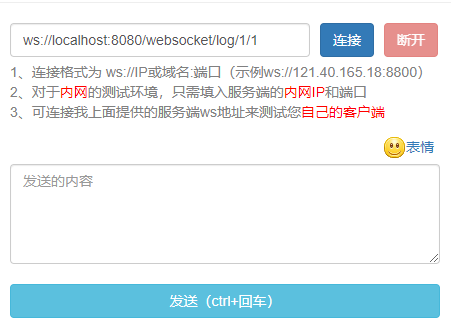 ws://localhost:8080/websocket/log/1/1 连接 断开
1、连接格式为 ws://IP或域名:端口（示例ws://121.40.165.18:8800）
2、对于内网的测试环境，只需填入服务端的内网IP和端口
3、可连接我上面提供的服务端ws地址来测试您自己的客户端
表情
发送的内容
发送（ctrl+回车）